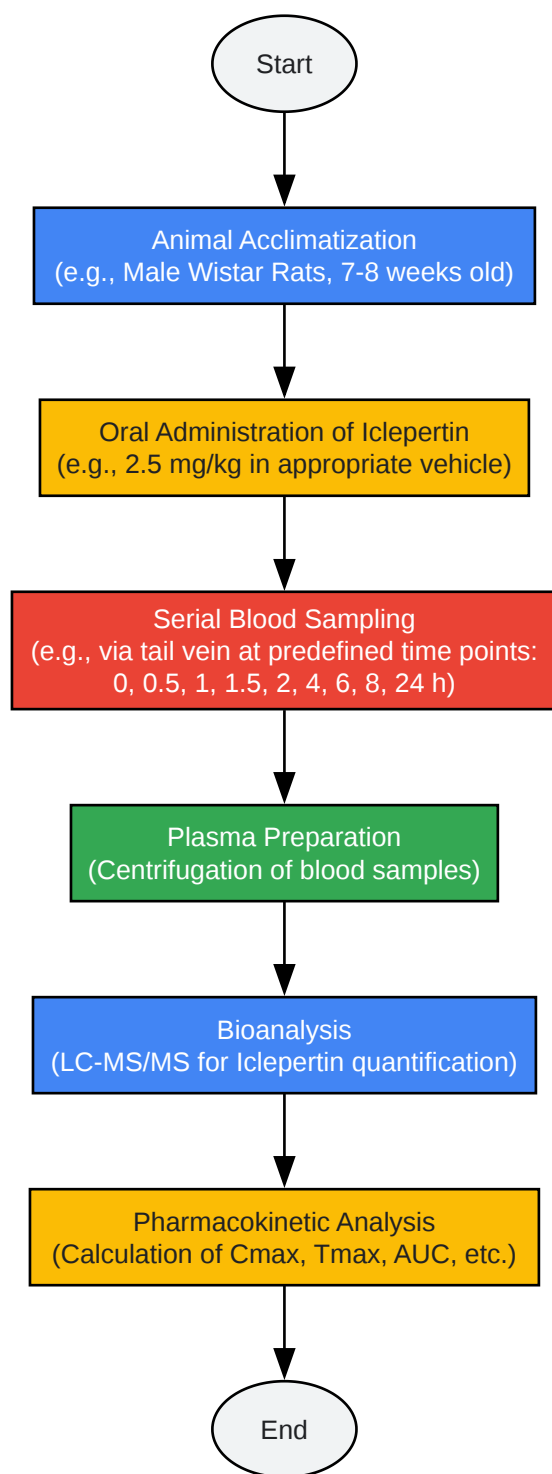 Start
Animal Acclimatization
(e.g., Male Wistar Rats, 7-8 weeks old)
Oral Administration of Iclepertin
(e.g., 2.5 mg/kg in appropriate vehicle)
Serial Blood Sampling
(e.g., via tail vein at predefined time points:
0, 0.5, 1, 1.5, 2, 4, 6, 8, 24 h)
Plasma Preparation
(Centrifugation of blood samples)
Bioanalysis
(LC-MS/MS for Iclepertin quantification)
Pharmacokinetic Analysis
(Calculation of Cmax, Tmax, AUC, etc.)
End